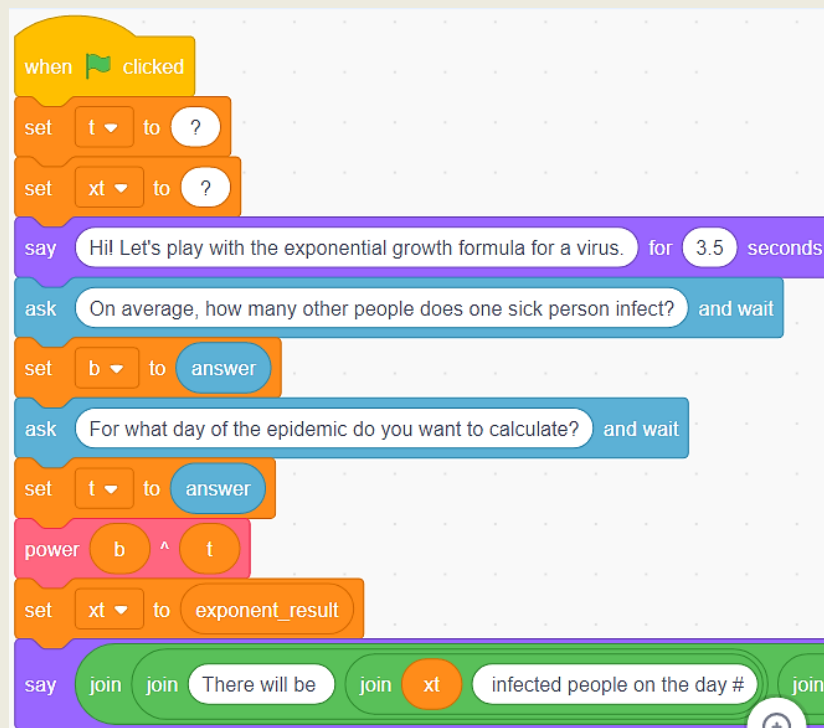 when clicked
set t to ?
set xt to ?
say Hi! Let's play with the exponential growth formula for a virus. for 3.5 seconds
ask On average, how many other people does one sick person infect? and wait
set b to answer
ask For what day of the epidemic do you want to calculate? and wait
set t to answer
power b ^ t
set xt to exponent_result
say join join There will be join xt infected people on the day # join